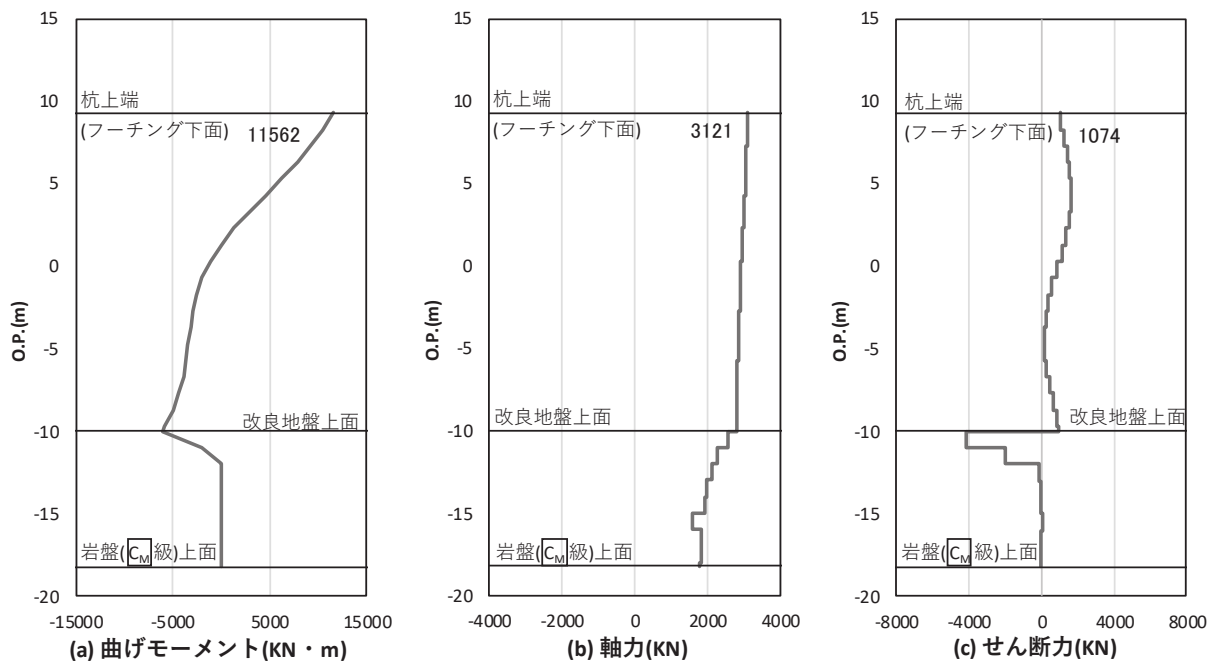 15
10
5
0
-5
-10
-15
-20
O.P.(m)
杭上端
(フーチング下面)
11562
改良地盤上面
岩盤(CM級)上面
-15000 -5000 5000 15000
(a) 曲げモーメント(KN・m)
15
10
5
0
-5
-10
-15
-20
O.P.(m)
杭上端
(フーチング下面)
3121
改良地盤上面
岩盤(CM級)上面
-4000 -2000 0 2000 4000
(b) 軸力(KN)
15
10
5
0
-5
-10
-15
-20
O.P.(m)
杭上端
(フーチング下面)
1074
改良地盤上面
岩盤(CM級)上面
-8000 -4000 0 4000 8000
(c) せん断力(KN)